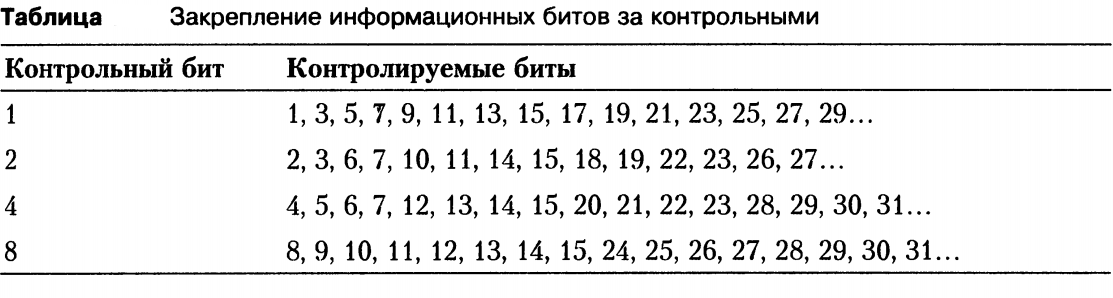 Таблица Закрепление информационных битов за контрольными
Контрольный бит Контролируемые биты
1 1, 3, 5, 7, 9, 11, 13, 15, 17, 19, 21, 23, 25, 27, 29...
2 2, 3, 6, 7, 10, 11, 14, 15, 18, 19, 22, 23, 26, 27...
4 4, 5, 6, 7, 12, 13, 14, 15, 20, 21, 22, 23, 28, 29, 30, 31...
8 8, 9, 10, 11, 12, 13, 14, 15, 24, 25, 26, 27, 28, 29, 30, 31...